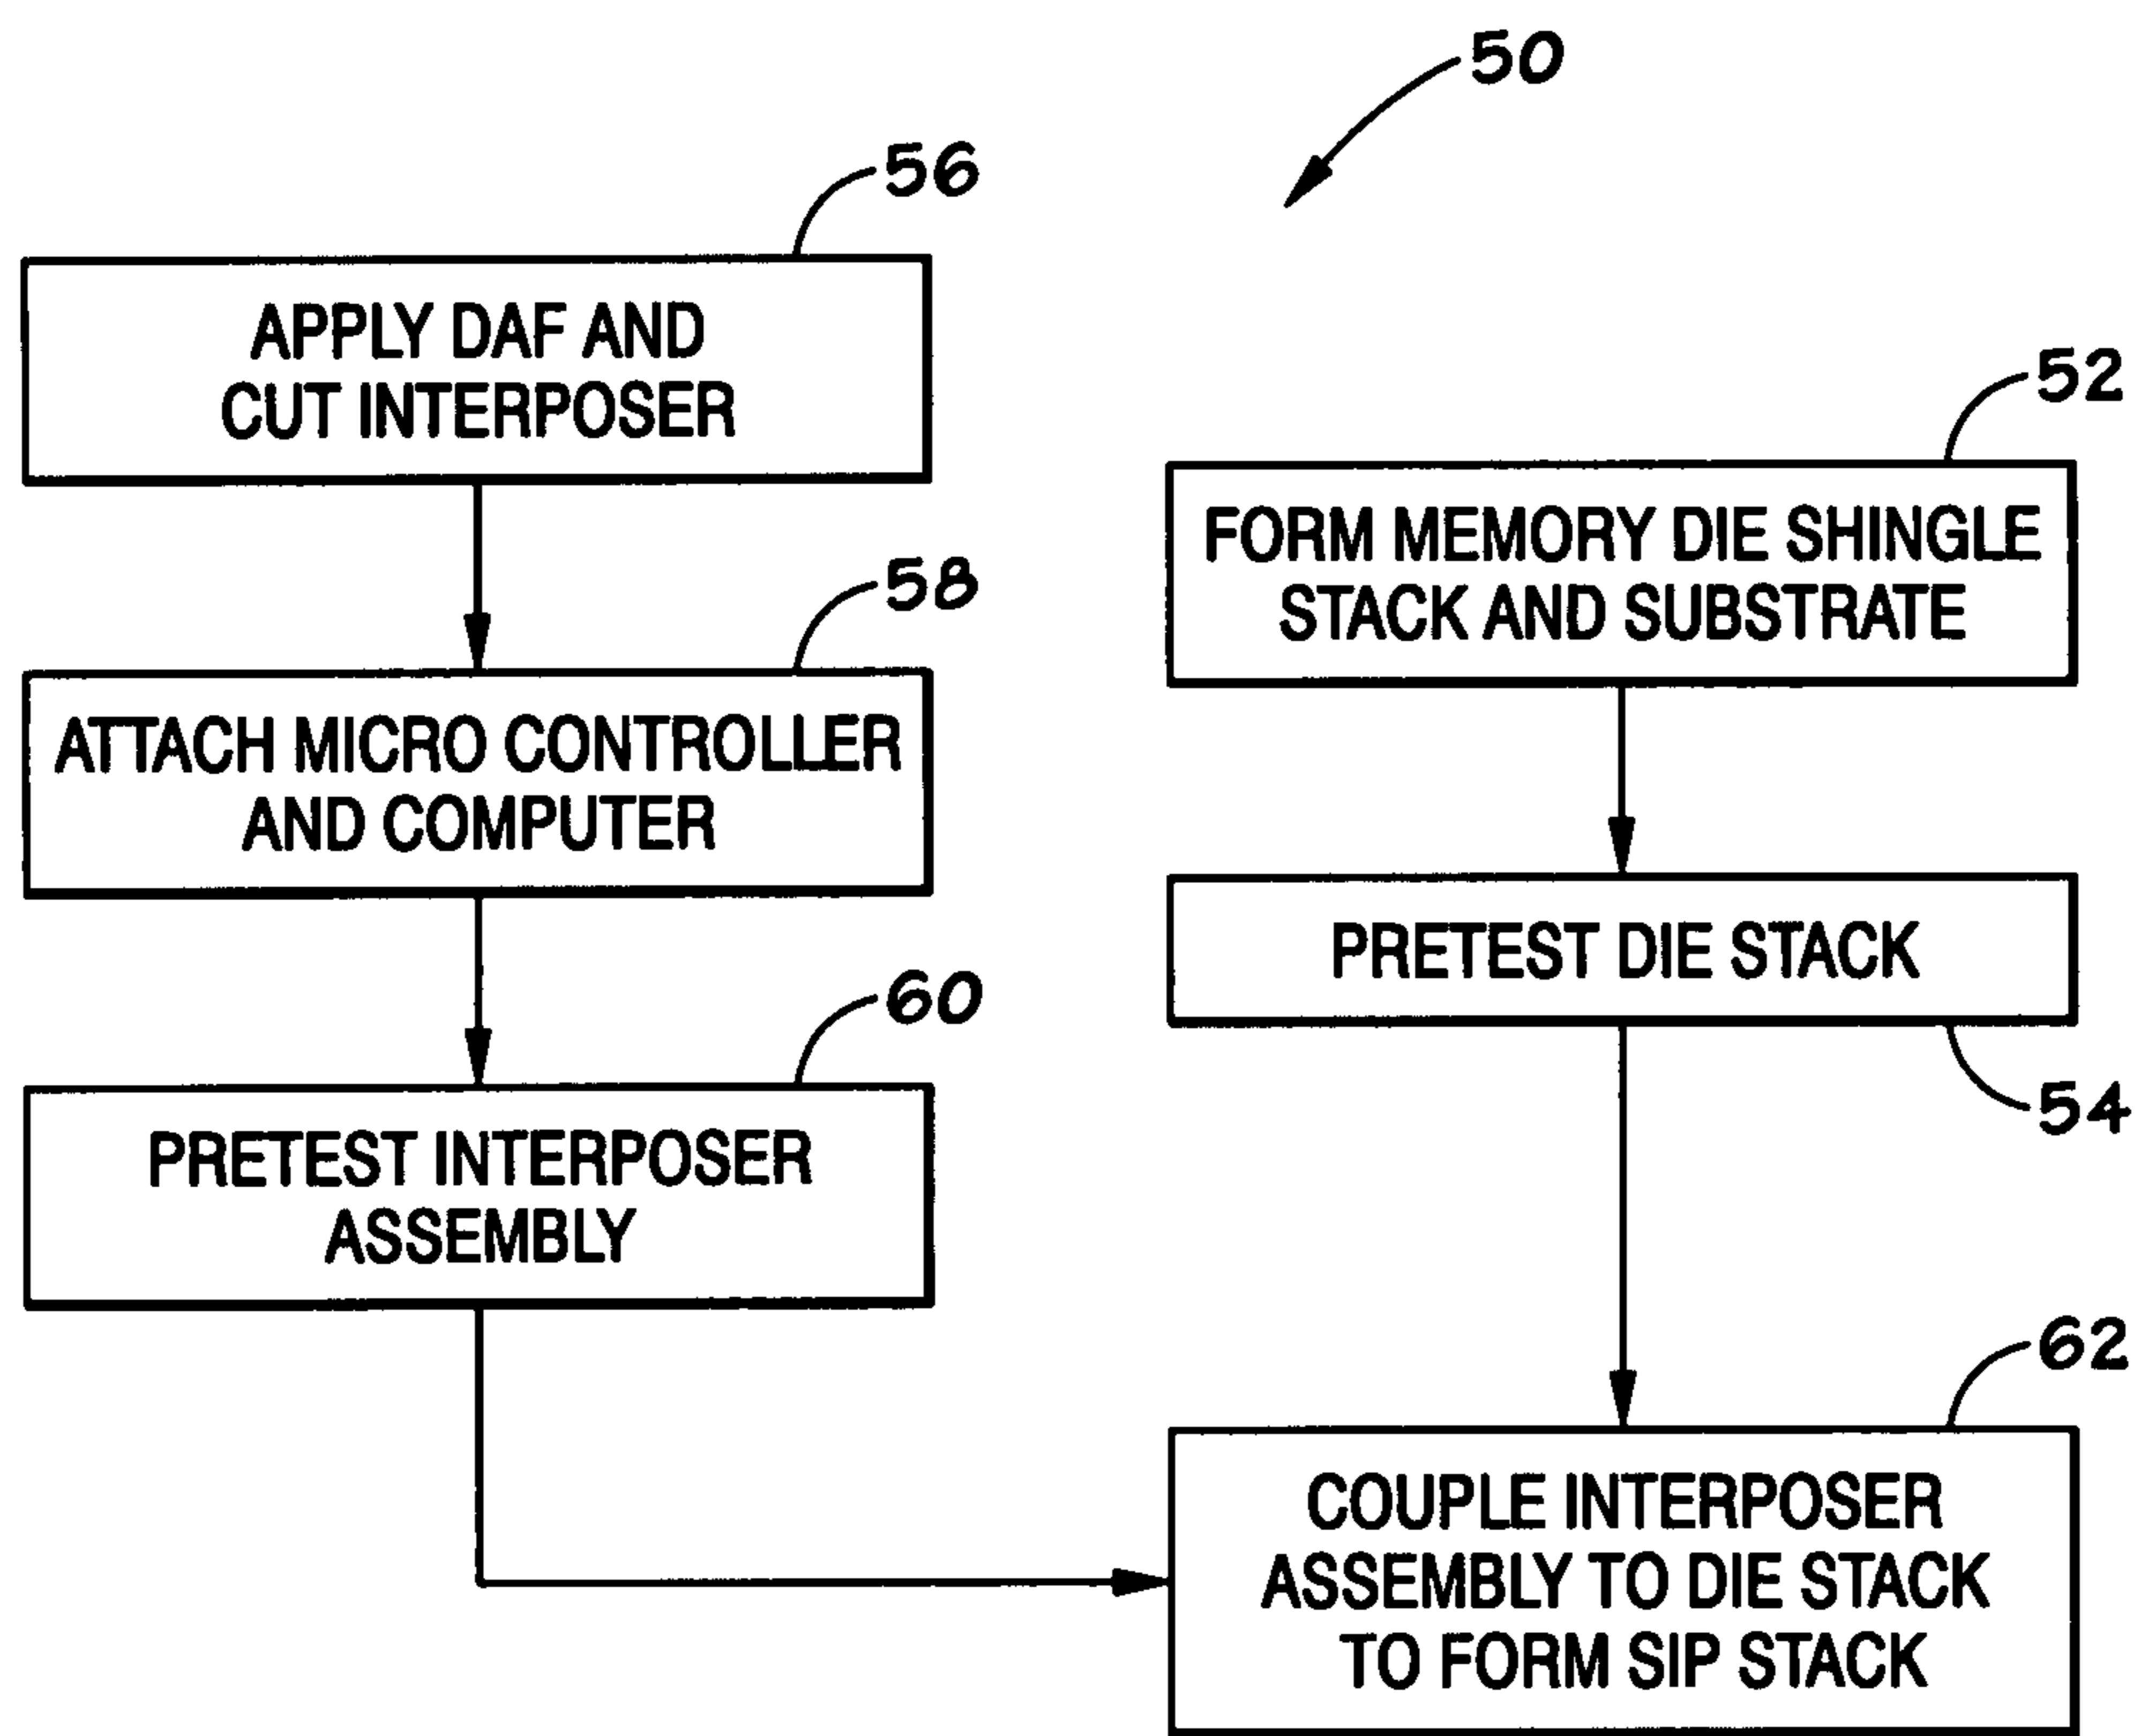 50
56
APPLY DAF AND
CUT INTERPOSER
52
FORM MEMORY DIE SHINGLE
STACK AND SUBSTRATE
58
ATTACH MICRO CONTROLLER
AND COMPUTER
PRETEST DIE STACK
54
60
PRETEST INTERPOSER
ASSEMBLY
62
COUPLE INTERPOSER
ASSEMBLY TO DIE STACK
TO FORM SIP STACK